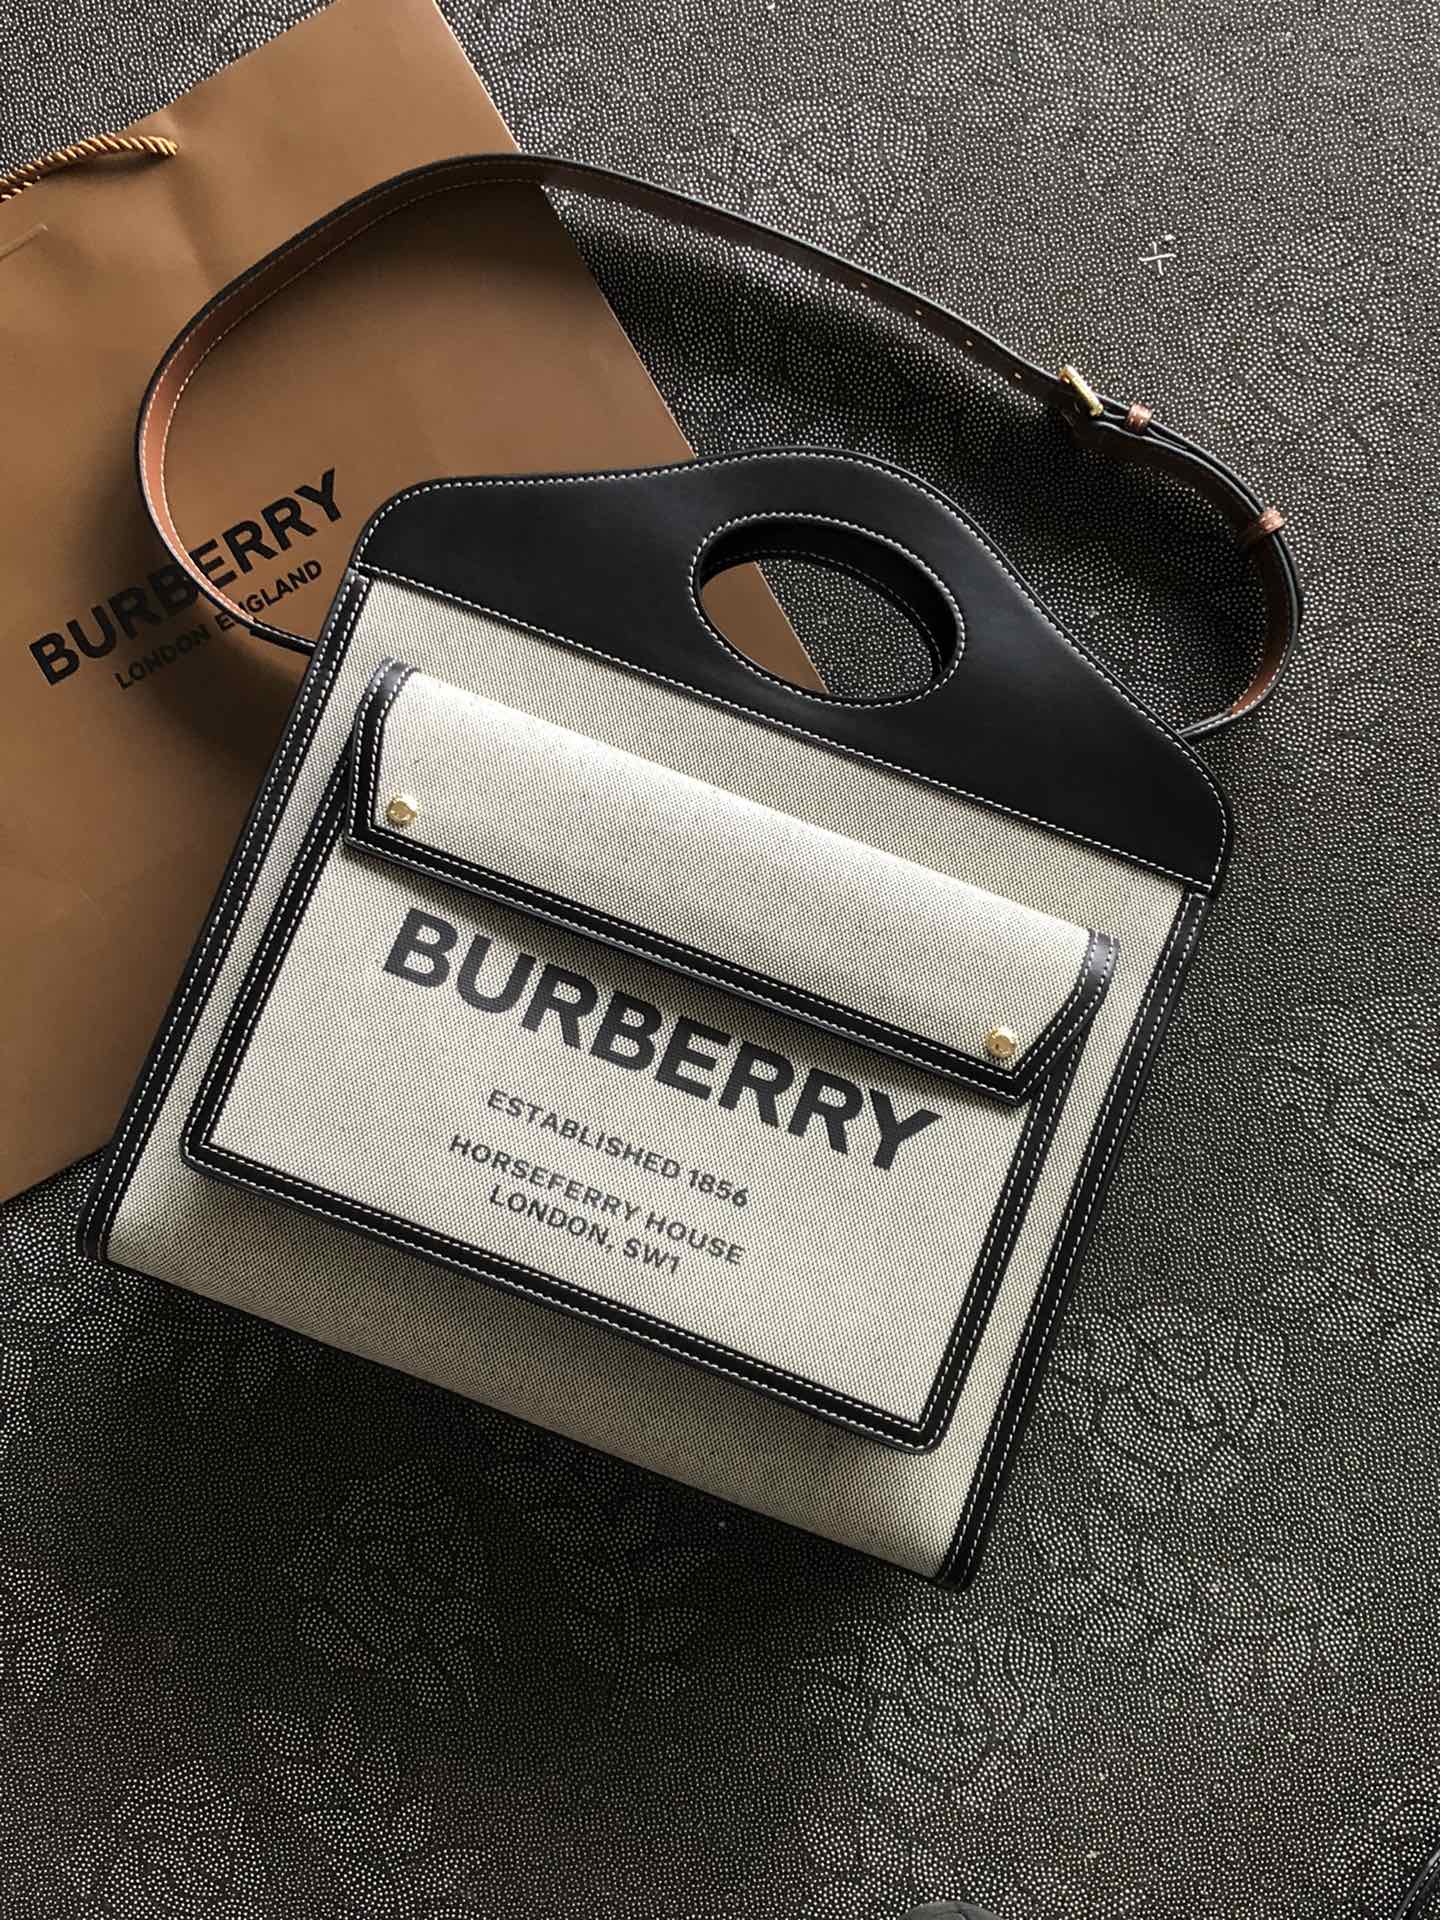 BURBERRY
LONDON ENGLAND
BURBERRY
ESTABLISHED 1856
HORSEFERRY HOUSE
LONDON, SW1